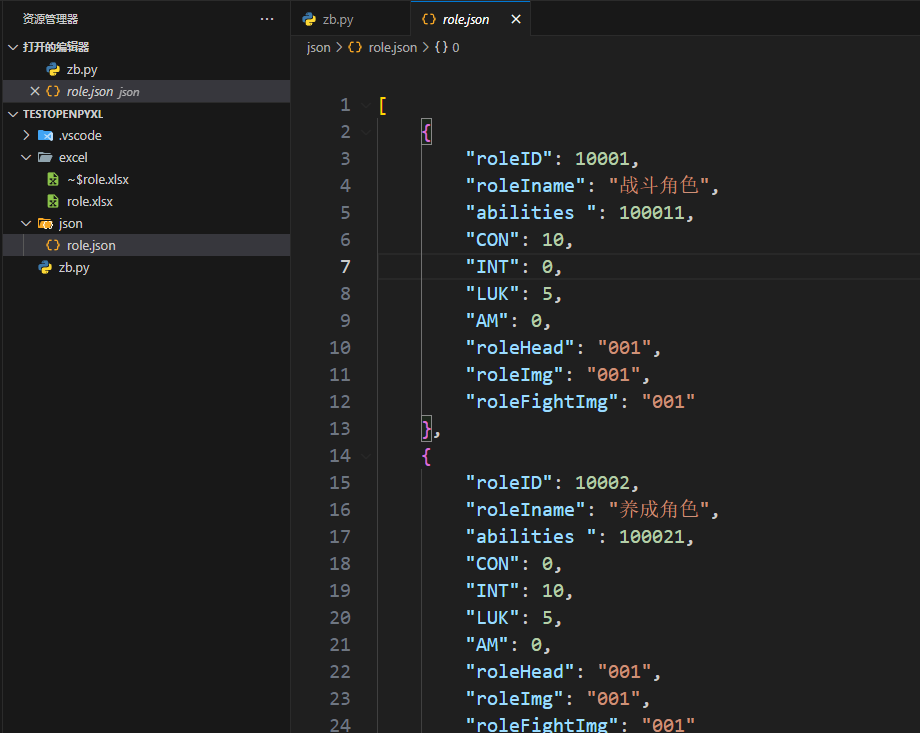 资源管理器 ···
打开的编辑器
zb.py
role.json json
TESTOPENPYXL
.vscode
excel
~$role.xlsx
role.xlsx
json
role.json
zb.py
zb.py
{} role.json ×
json > {} role.json > {} 0
1 [
2 {
3 "roleID": 10001,
4 "roleIname": "战斗角色",
5 "abilities ": 100011,
6 "CON": 10,
7 "INT": 0,
8 "LUK": 5,
9 "AM": 0,
10 "roleHead": "001",
11 "roleImg": "001",
12 "roleFightImg": "001"
13 },
14 {
15 "roleID": 10002,
16 "roleIname": "养成角色",
17 "abilities ": 100021,
18 "CON": 0,
19 "INT": 10,
20 "LUK": 5,
21 "AM": 0,
22 "roleHead": "001",
23 "roleImg": "001",
24 "roleFightImg": "001"